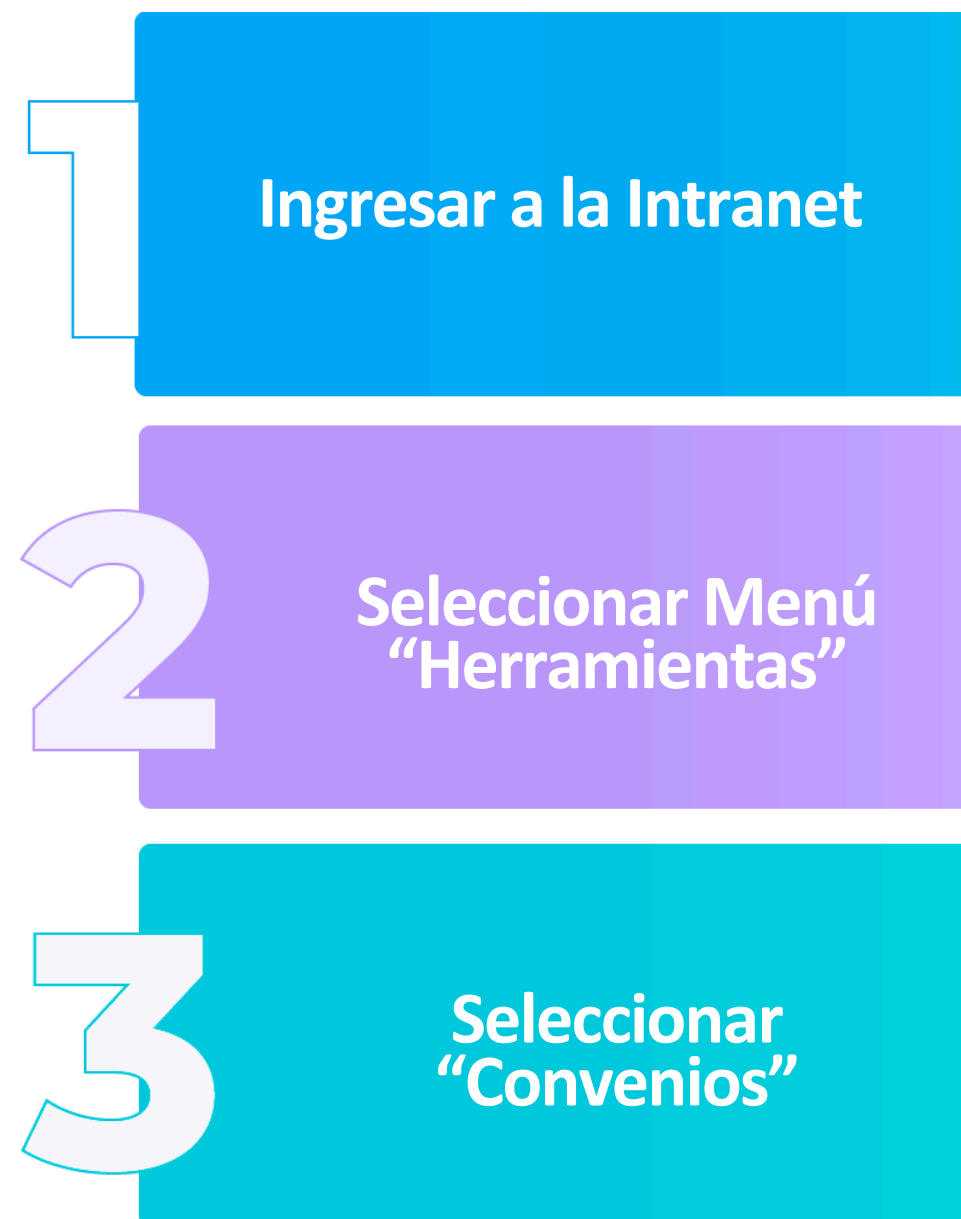 1
Ingresar a la Intranet
2
Seleccionar Menú
“Herramientas”
3
Seleccionar
“Convenios”